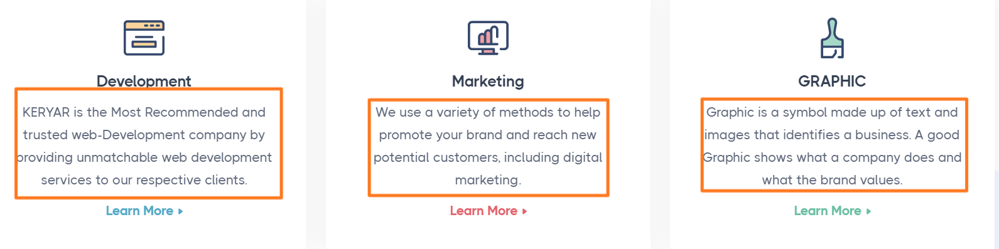 Development
KERYAR is the Most Recommended and
trusted web-Development company by
providing unmatchable web development
services to our respective clients.
Learn More
Marketing
We use a variety of methods to help
promote your brand and reach new
potential customers, including digital
marketing.
Learn More
GRAPHIC
Graphic is a symbol made up of text and
images that identifies a business. A good
Graphic shows what a company does and
what the brand values.
Learn More